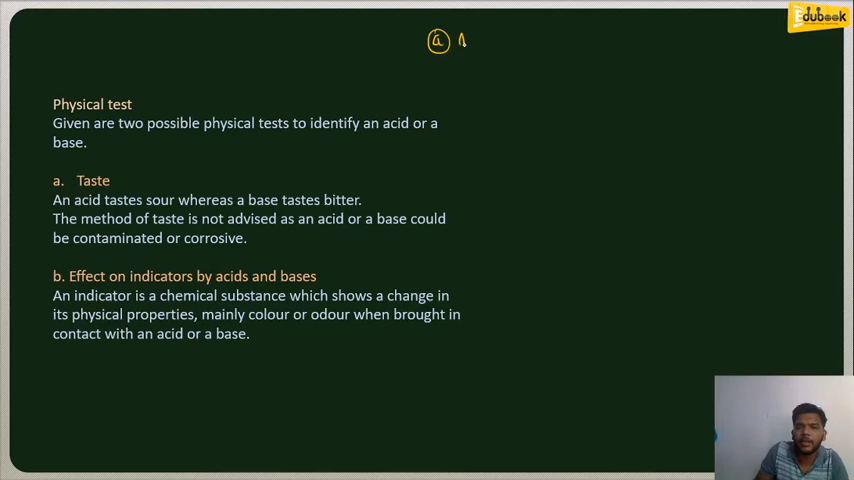 Edubook
a
Physical test
Given are two possible physical tests to identify an acid or a
base.
a. Taste
An acid tastes sour whereas a base tastes bitter.
The method of taste is not advised as an acid or a base could
be contaminated or corrosive.
b. Effect on indicators by acids and bases
An indicator is a chemical substance which shows a change in
its physical properties, mainly colour or odour when brought in
contact with an acid or a base.